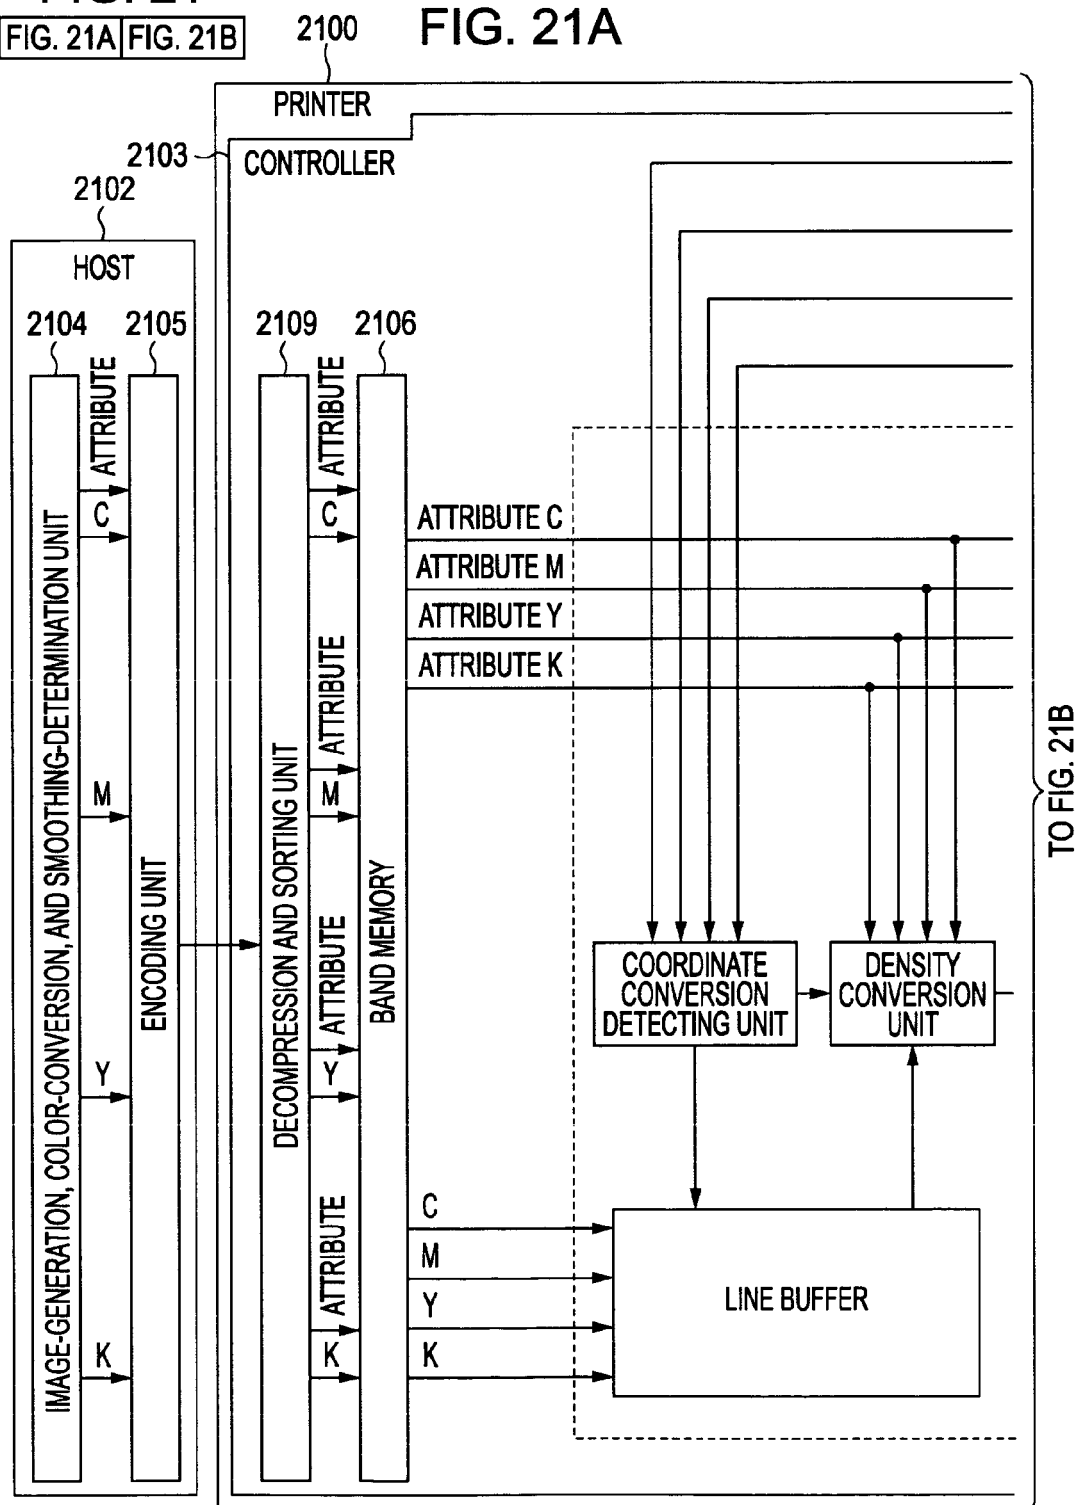 FIG. 21
FIG. 21A FIG. 21B
FIG. 21A
2100
PRINTER
2103
CONTROLLER
2102
HOST
2104
2105
2109
2106
ATTRIBUTE
C
M
Y
K
IMAGE-GENERATION, COLOR-CONVERSION, AND SMOOTHING-DETERMINATION UNIT
ENCODING UNIT
DECOMPRESSION AND SORTING UNIT
ATTRIBUTE
C
ATTRIBUTE
M
ATTRIBUTE
Y
ATTRIBUTE
K
BAND MEMORY
ATTRIBUTE C
ATTRIBUTE M
ATTRIBUTE Y
ATTRIBUTE K
COORDINATE
CONVERSION
DETECTING UNIT
DENSITY
CONVERSION
UNIT
C
M
Y
K
LINE BUFFER
TO FIG. 21B